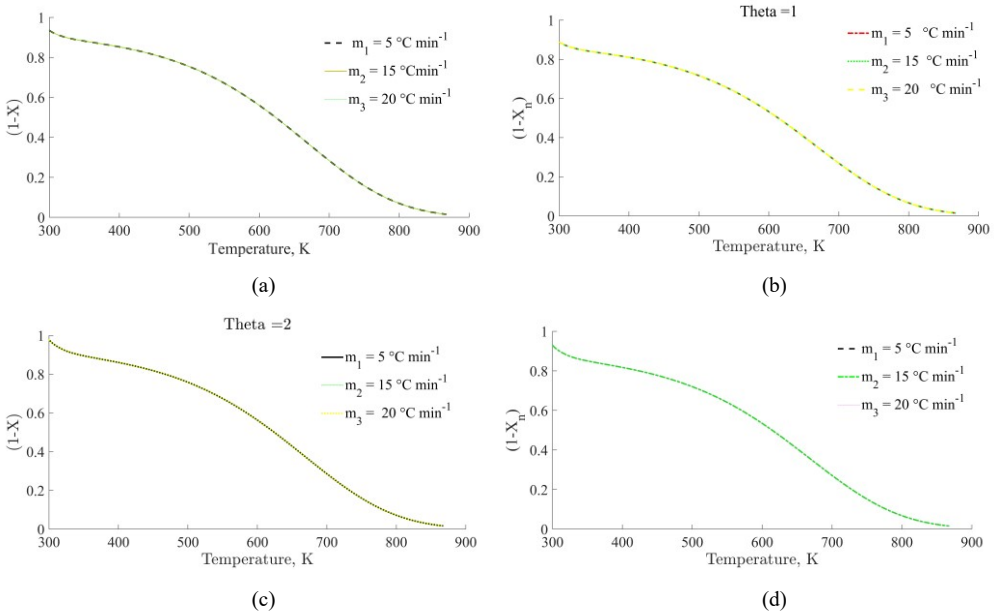 1
0.8
0.6
0.4
0.2
0
(1-X)
300 400 500 600 700 800 900
Temperature, K
m1 = 5 °C min-1
m2 = 15 °Cmin-1
m3 = 20 °C min-1
(a)
Theta =1
1
0.8
0.6
0.4
0.2
0
(1-Xn)
300 400 500 600 700 800 900
Temperature, K
m1 = 5 °C min-1
m2 = 15 °C min-1
m3 = 20 °C min-1
(b)
Theta =2
1
0.8
0.6
0.4
0.2
0
(1-X)
300 400 500 600 700 800 900
Temperature, K
m1 = 5 °C min-1
m2 = 15 °C min-1
m3 = 20 °C min-1
(c)
1
0.8
0.6
0.4
0.2
0
(1-Xn)
300 400 500 600 700 800 900
Temperature, K
m1 = 5 °C min-1
m2 = 15 °C min-1
m3 = 20 °C min-1
(d)